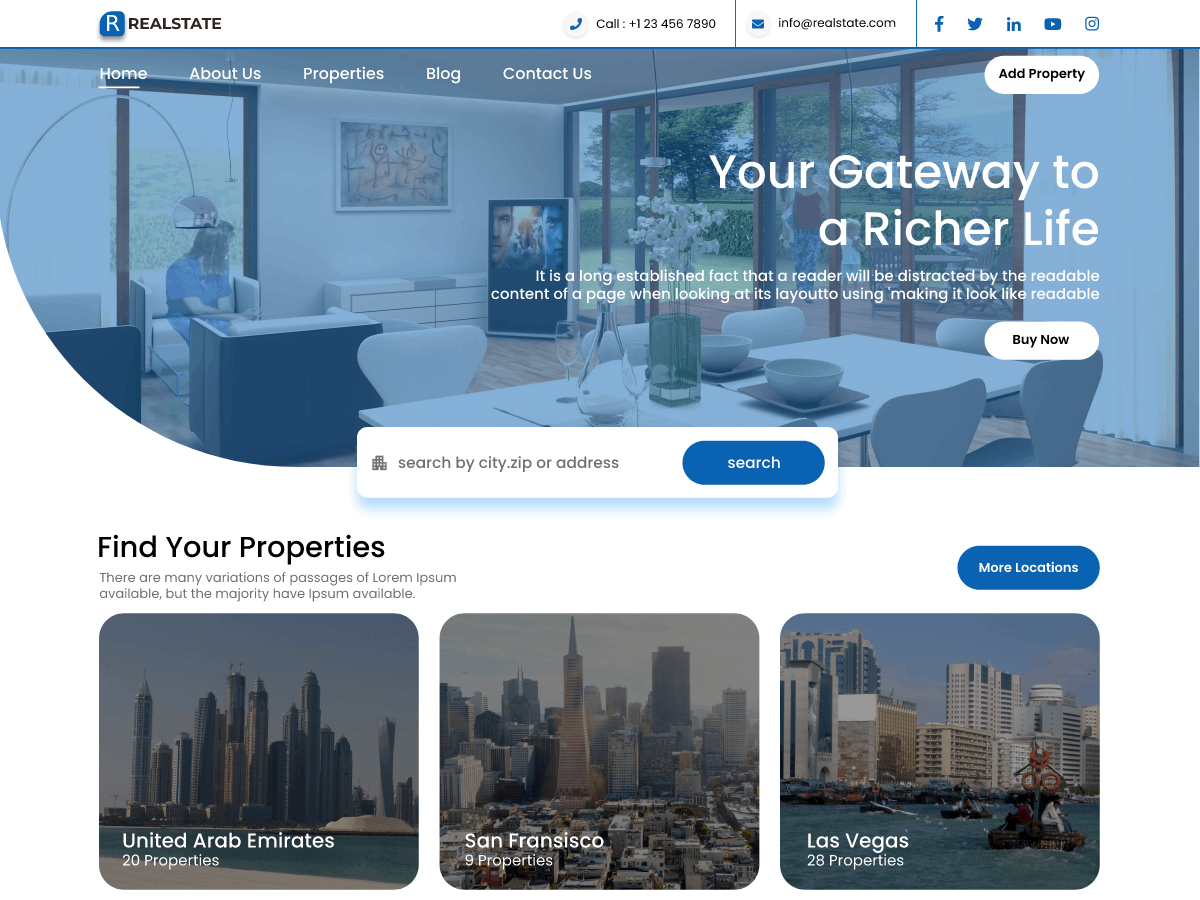 R REALSTATE
Call : +1 23 456 7890
info@realstate.com
Home
About Us
Properties
Blog
Contact Us
Add Property
Your Gateway to
a Richer Life
It is a long established fact that a reader will be distracted by the readable
content of a page when looking at its layoutto using 'making it look like readable
Buy Now
search by city.zip or address
search
Find Your Properties
There are many variations of passages of Lorem Ipsum
available, but the majority have Ipsum available.
More Locations
United Arab Emirates
20 Properties
San Fransisco
9 Properties
Las Vegas
28 Properties